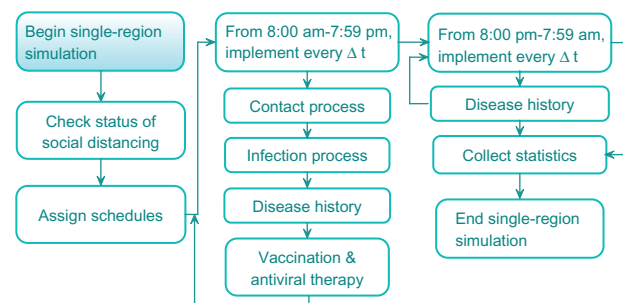 Begin single-region
simulation
Check status of
social distancing
Assign schedules
From 8:00 am-7:59 pm,
implement every Δ t
Contact process
Infection process
Disease history
Vaccination &
antiviral therapy
From 8:00 pm-7:59 am,
implement every Δ t
Disease history
Collect statistics
End single-region
simulation